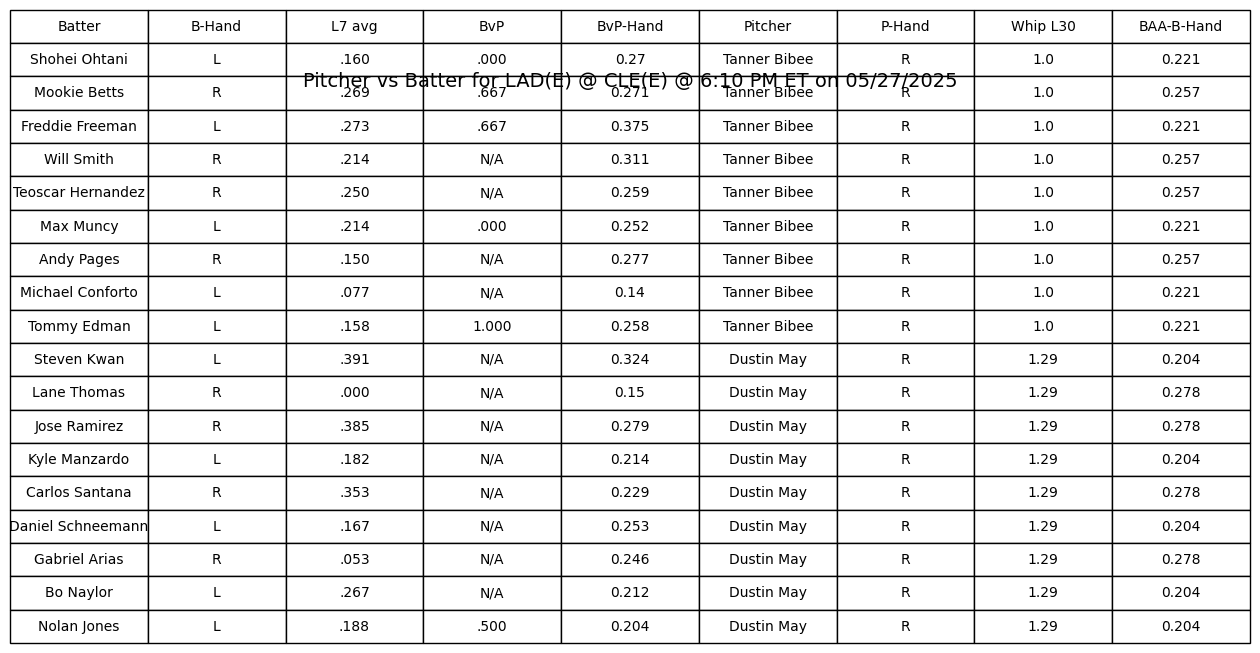 Batter B-Hand L7 avg BvP BvP-Hand Pitcher P-Hand Whip L30 BAA-B-Hand
Shohei Ohtani L .160 .000 0.27 Tanner Bibee R 1.0 0.221
Pitcher vs Batter for LAD(E) @ CLE(E) @ 6:10 PM ET on 05/27/2025
Mookie Betts R .269 .667 0.271 Tanner Bibee R 1.0 0.257
Freddie Freeman L .273 .667 0.375 Tanner Bibee R 1.0 0.221
Will Smith R .214 N/A 0.311 Tanner Bibee R 1.0 0.257
Teoscar Hernandez R .250 N/A 0.259 Tanner Bibee R 1.0 0.257
Max Muncy L .214 .000 0.252 Tanner Bibee R 1.0 0.221
Andy Pages R .150 N/A 0.277 Tanner Bibee R 1.0 0.257
Michael Conforto L .077 N/A 0.14 Tanner Bibee R 1.0 0.221
Tommy Edman L .158 1.000 0.258 Tanner Bibee R 1.0 0.221
Steven Kwan L .391 N/A 0.324 Dustin May R 1.29 0.204
Lane Thomas R .000 N/A 0.15 Dustin May R 1.29 0.278
Jose Ramirez R .385 N/A 0.279 Dustin May R 1.29 0.278
Kyle Manzardo L .182 N/A 0.214 Dustin May R 1.29 0.204
Carlos Santana R .353 N/A 0.229 Dustin May R 1.29 0.278
Daniel Schneemann L .167 N/A 0.253 Dustin May R 1.29 0.204
Gabriel Arias R .053 N/A 0.246 Dustin May R 1.29 0.278
Bo Naylor L .267 N/A 0.212 Dustin May R 1.29 0.204
Nolan Jones L .188 .500 0.204 Dustin May R 1.29 0.204